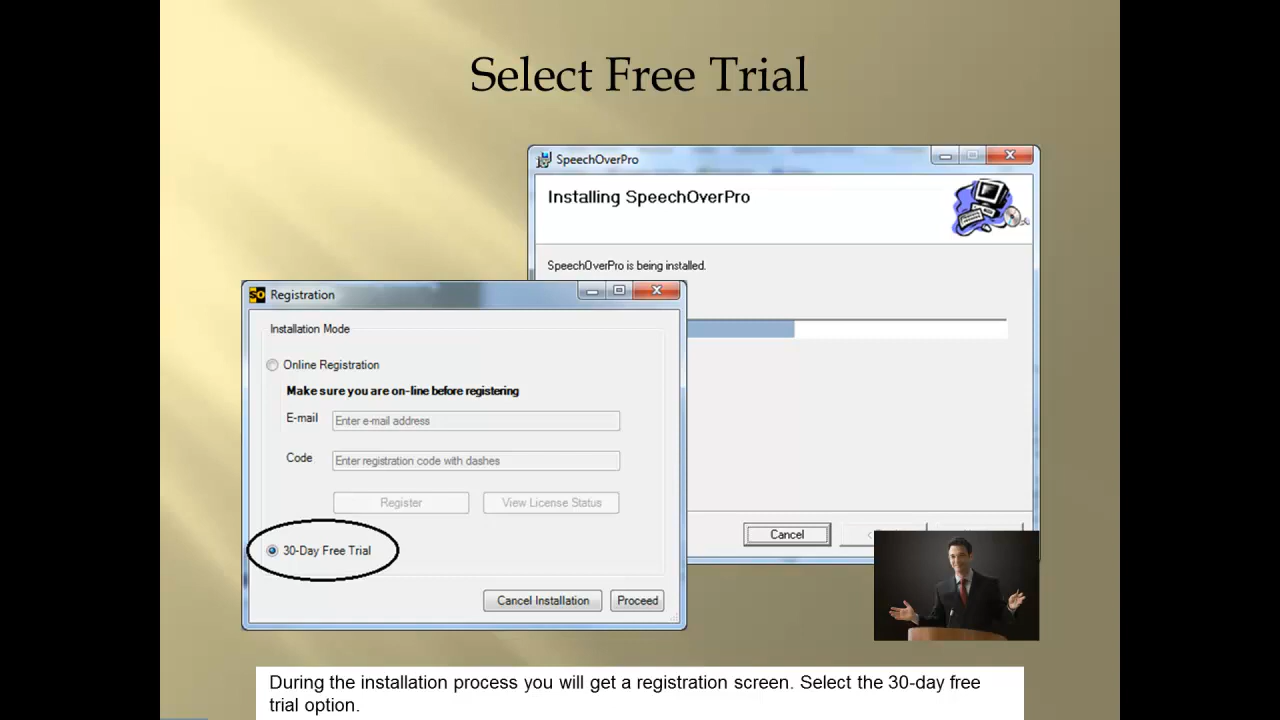 Select Free Trial
SpeechOverPro
Installing SpeechOverPro
SpeechOverPro is being installed.
SO Registration
Installation Mode
Online Registration
Make sure you are on-line before registering
E-mail Enter e-mail address
Code Enter registration code with dashes
Register View License Status
Cancel
30-Day Free Trial
Cancel Installation Proceed
During the installation process you will get a registration screen. Select the 30-day free
trial option.